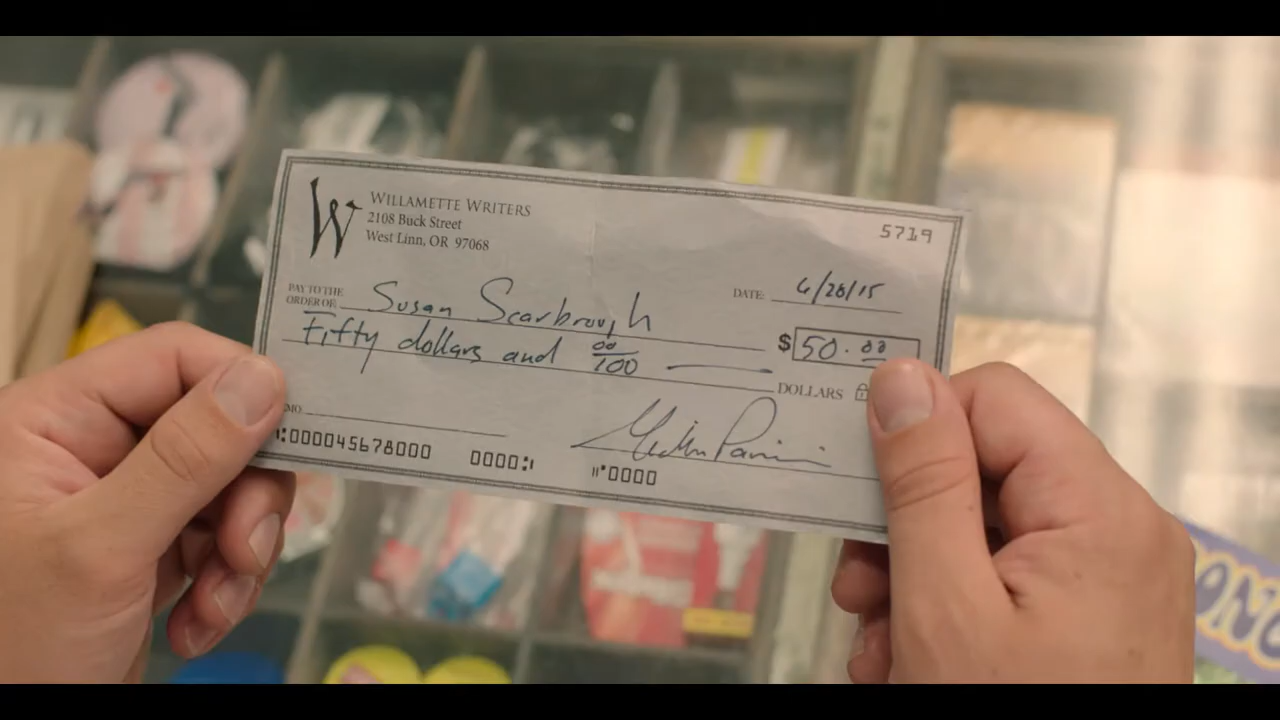 W
WILLAMETTE WRITERS
2108 Buck Street
West Linn, OR 97068
5719
DATE: 6/28/15
PAY TO THE
ORDER OF: Susan Scarbrough
$ 50.00
Fifty dollars and 00/100
DOLLARS
MO
⑆000045678000 0000⑆ ⑈0000